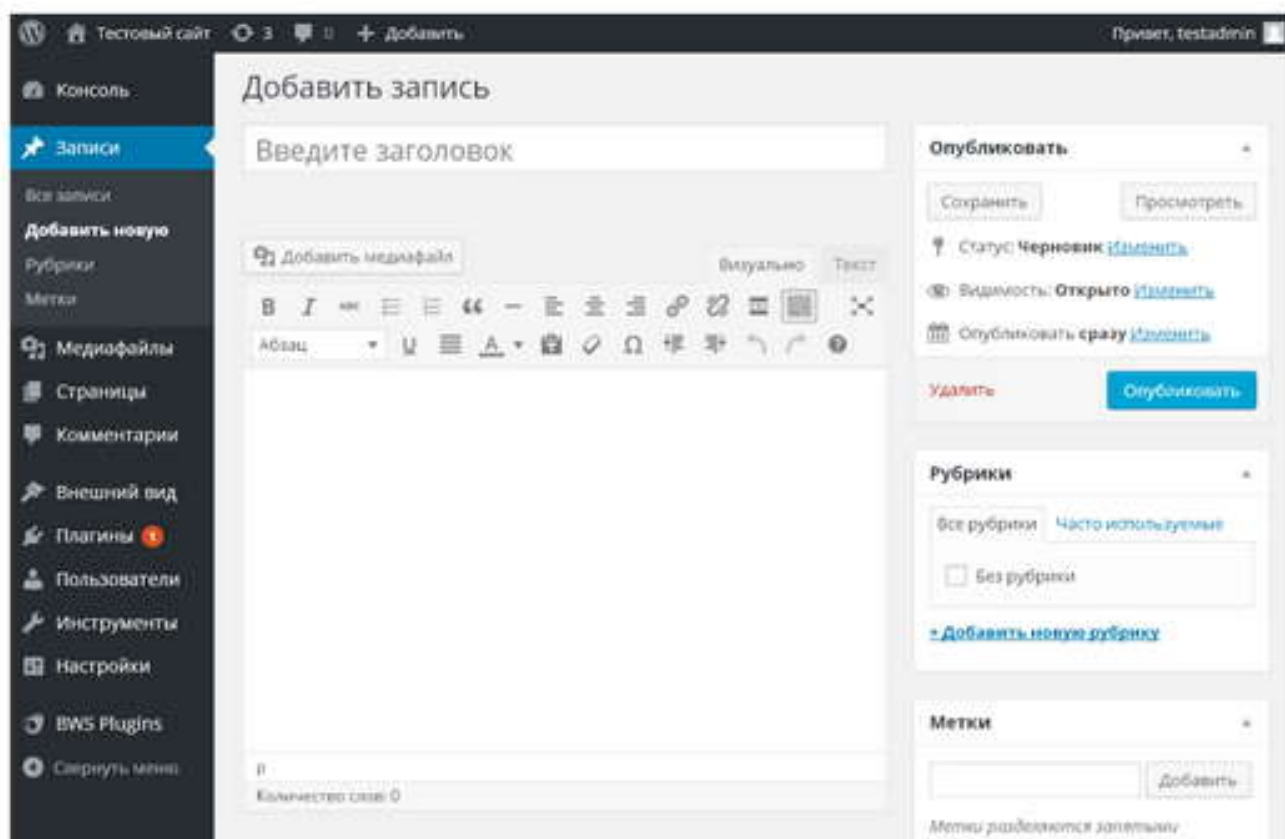 Тестовый сайт 3 0 + Добавить Привет, testadmin
Консоль
Записи
Все записи
Добавить новую
Рубрики
Метки
Медиафайлы
Страницы
Комментарии
Внешний вид
Плагины 1
Пользователи
Инструменты
Настройки
BWS Plugins
Свернуть меню
Добавить запись
Введите заголовок
Добавить медиафайл
Визуально Текст
Абзац
p
Количество слов: 0
Опубликовать
Сохранить Просмотреть
Статус: Черновик Изменить
Видимость: Открыто Изменить
Опубликовать сразу Изменить
Удалить Опубликовать
Рубрики
Все рубрики Часто используемые
Без рубрики
+ Добавить новую рубрику
Метки
Добавить
Метки разделяются запятыми